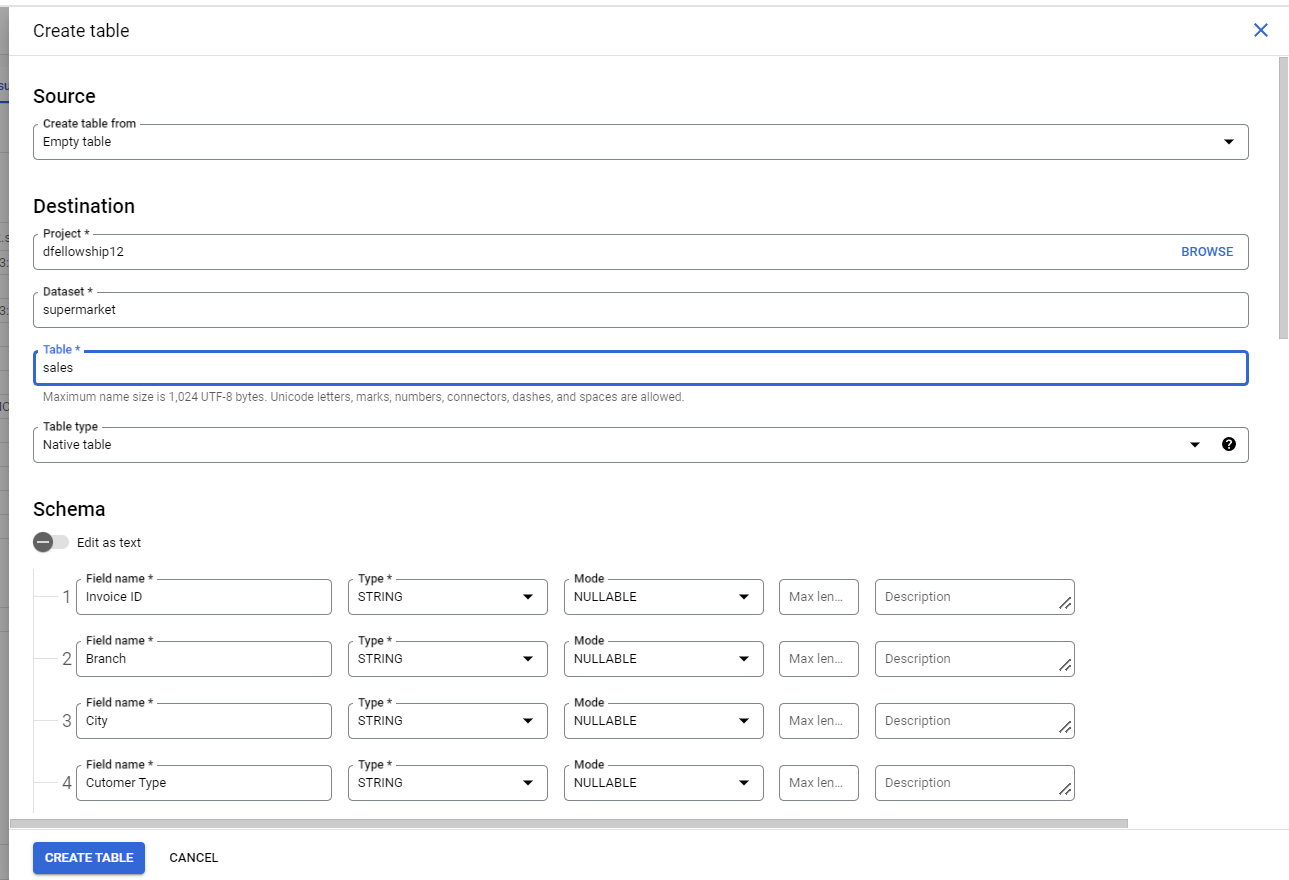 Create table
su
Source
Create table from
Empty table
Destination
Project *
dfellowship12
BROWSE
Dataset *
supermarket
Table *
sales
Maximum name size is 1,024 UTF-8 bytes. Unicode letters, marks, numbers, connectors, dashes, and spaces are allowed.
Table type
Native table
Schema
Edit as text
Field name * Type * Mode
1 Invoice ID STRING NULLABLE Max len... Description
Field name * Type * Mode
2 Branch STRING NULLABLE Max len... Description
Field name * Type * Mode
3 City STRING NULLABLE Max len... Description
Field name * Type * Mode
4 Cutomer Type STRING NULLABLE Max len... Description
CREATE TABLE CANCEL